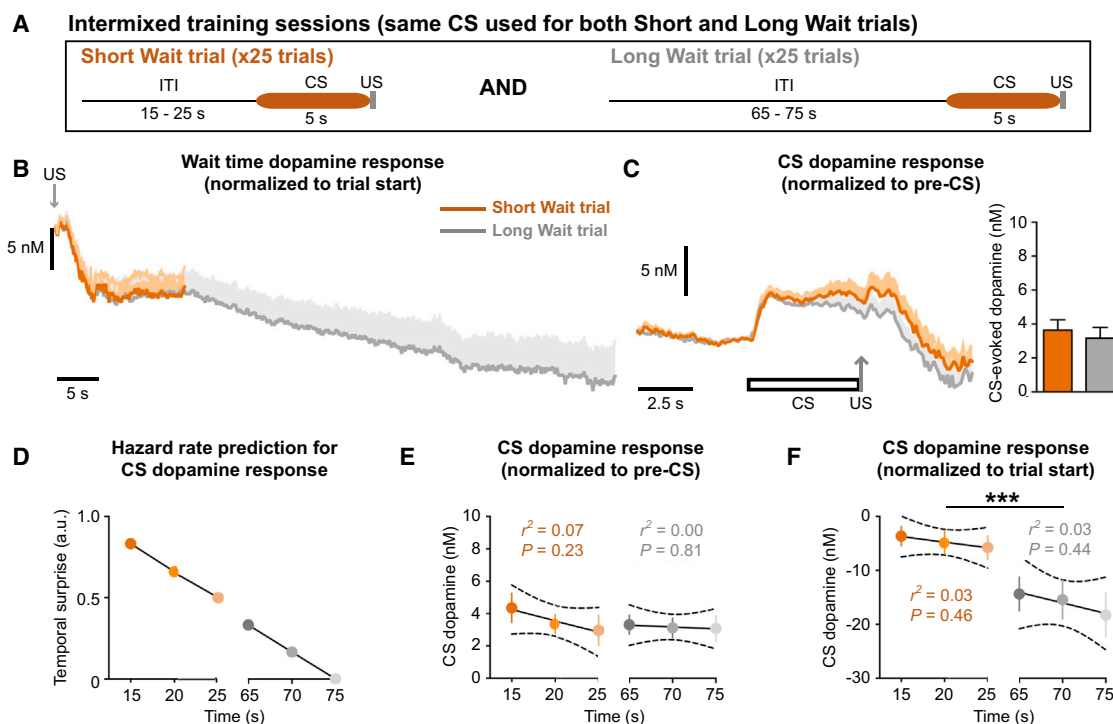 A Intermixed training sessions (same CS used for both Short and Long Wait trials)
Short Wait trial (x25 trials)
ITI
CS
US
15 - 25 s
5 s
AND
Long Wait trial (x25 trials)
ITI
CS
US
65 - 75 s
5 s
B
Wait time dopamine response
(normalized to trial start)
US
5 nM
5 s
Short Wait trial
Long Wait trial
C
CS dopamine response
(normalized to pre-CS)
5 nM
2.5 s
CS
US
CS-evoked dopamine (nM)
10
8
6
4
2
0
D
Hazard rate prediction for
CS dopamine response
Temporal surprise (a.u.)
1.0
0.5
0
15 20 25 65 70 75
Time (s)
E
CS dopamine response
(normalized to pre-CS)
CS dopamine (nM)
10
8
6
4
2
0
r² = 0.07
P = 0.23
r² = 0.00
P = 0.81
15 20 25 65 70 75
Time (s)
F
CS dopamine response
(normalized to trial start)
***
CS dopamine (nM)
0
-10
-20
-30
r² = 0.03
P = 0.46
r² = 0.03
P = 0.44
15 20 25 65 70 75
Time (s)